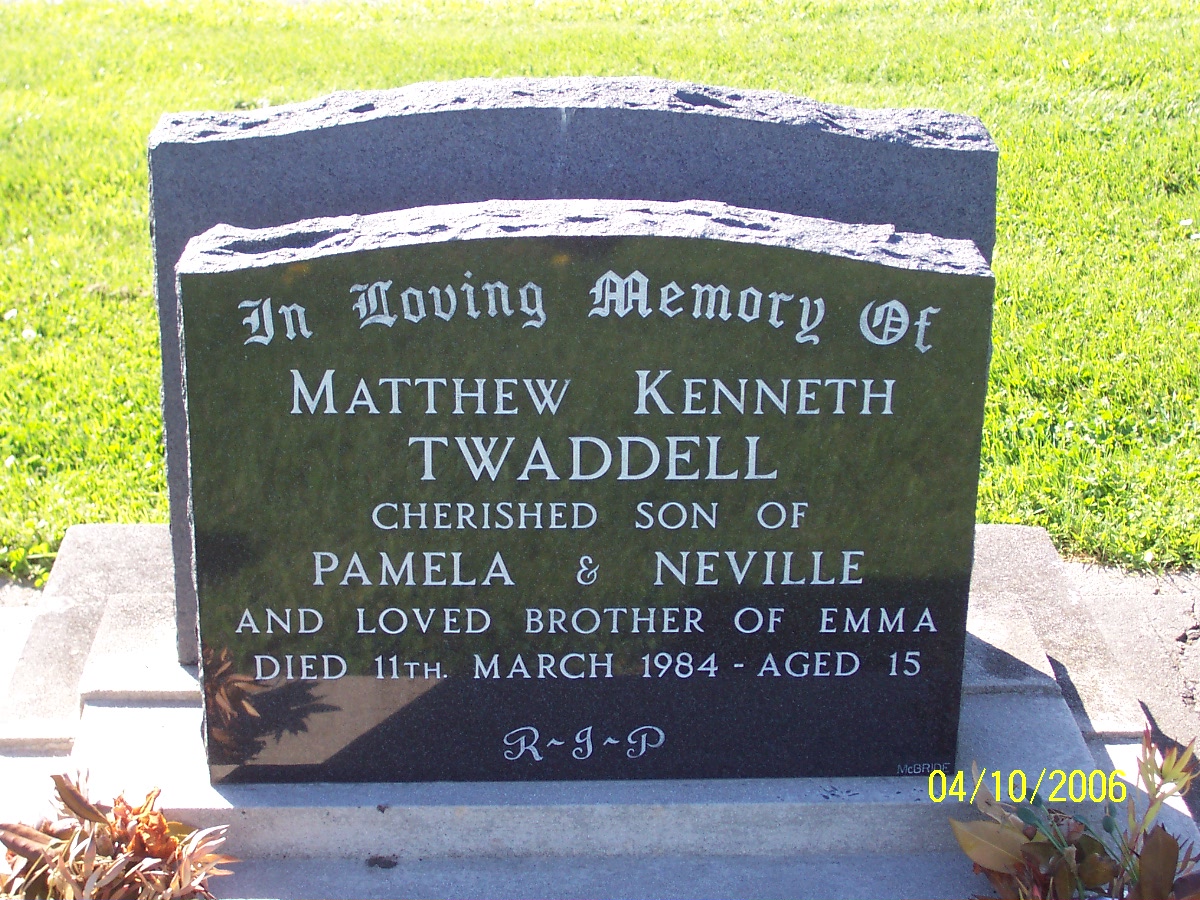 In Loving Memory Of
MATTHEW KENNETH
TWADDELL
CHERISHED SON OF
PAMELA & NEVILLE
AND LOVED BROTHER OF EMMA
DIED 11TH. MARCH 1984 - AGED 15
R~I~P
McBRIDE
04/10/2006